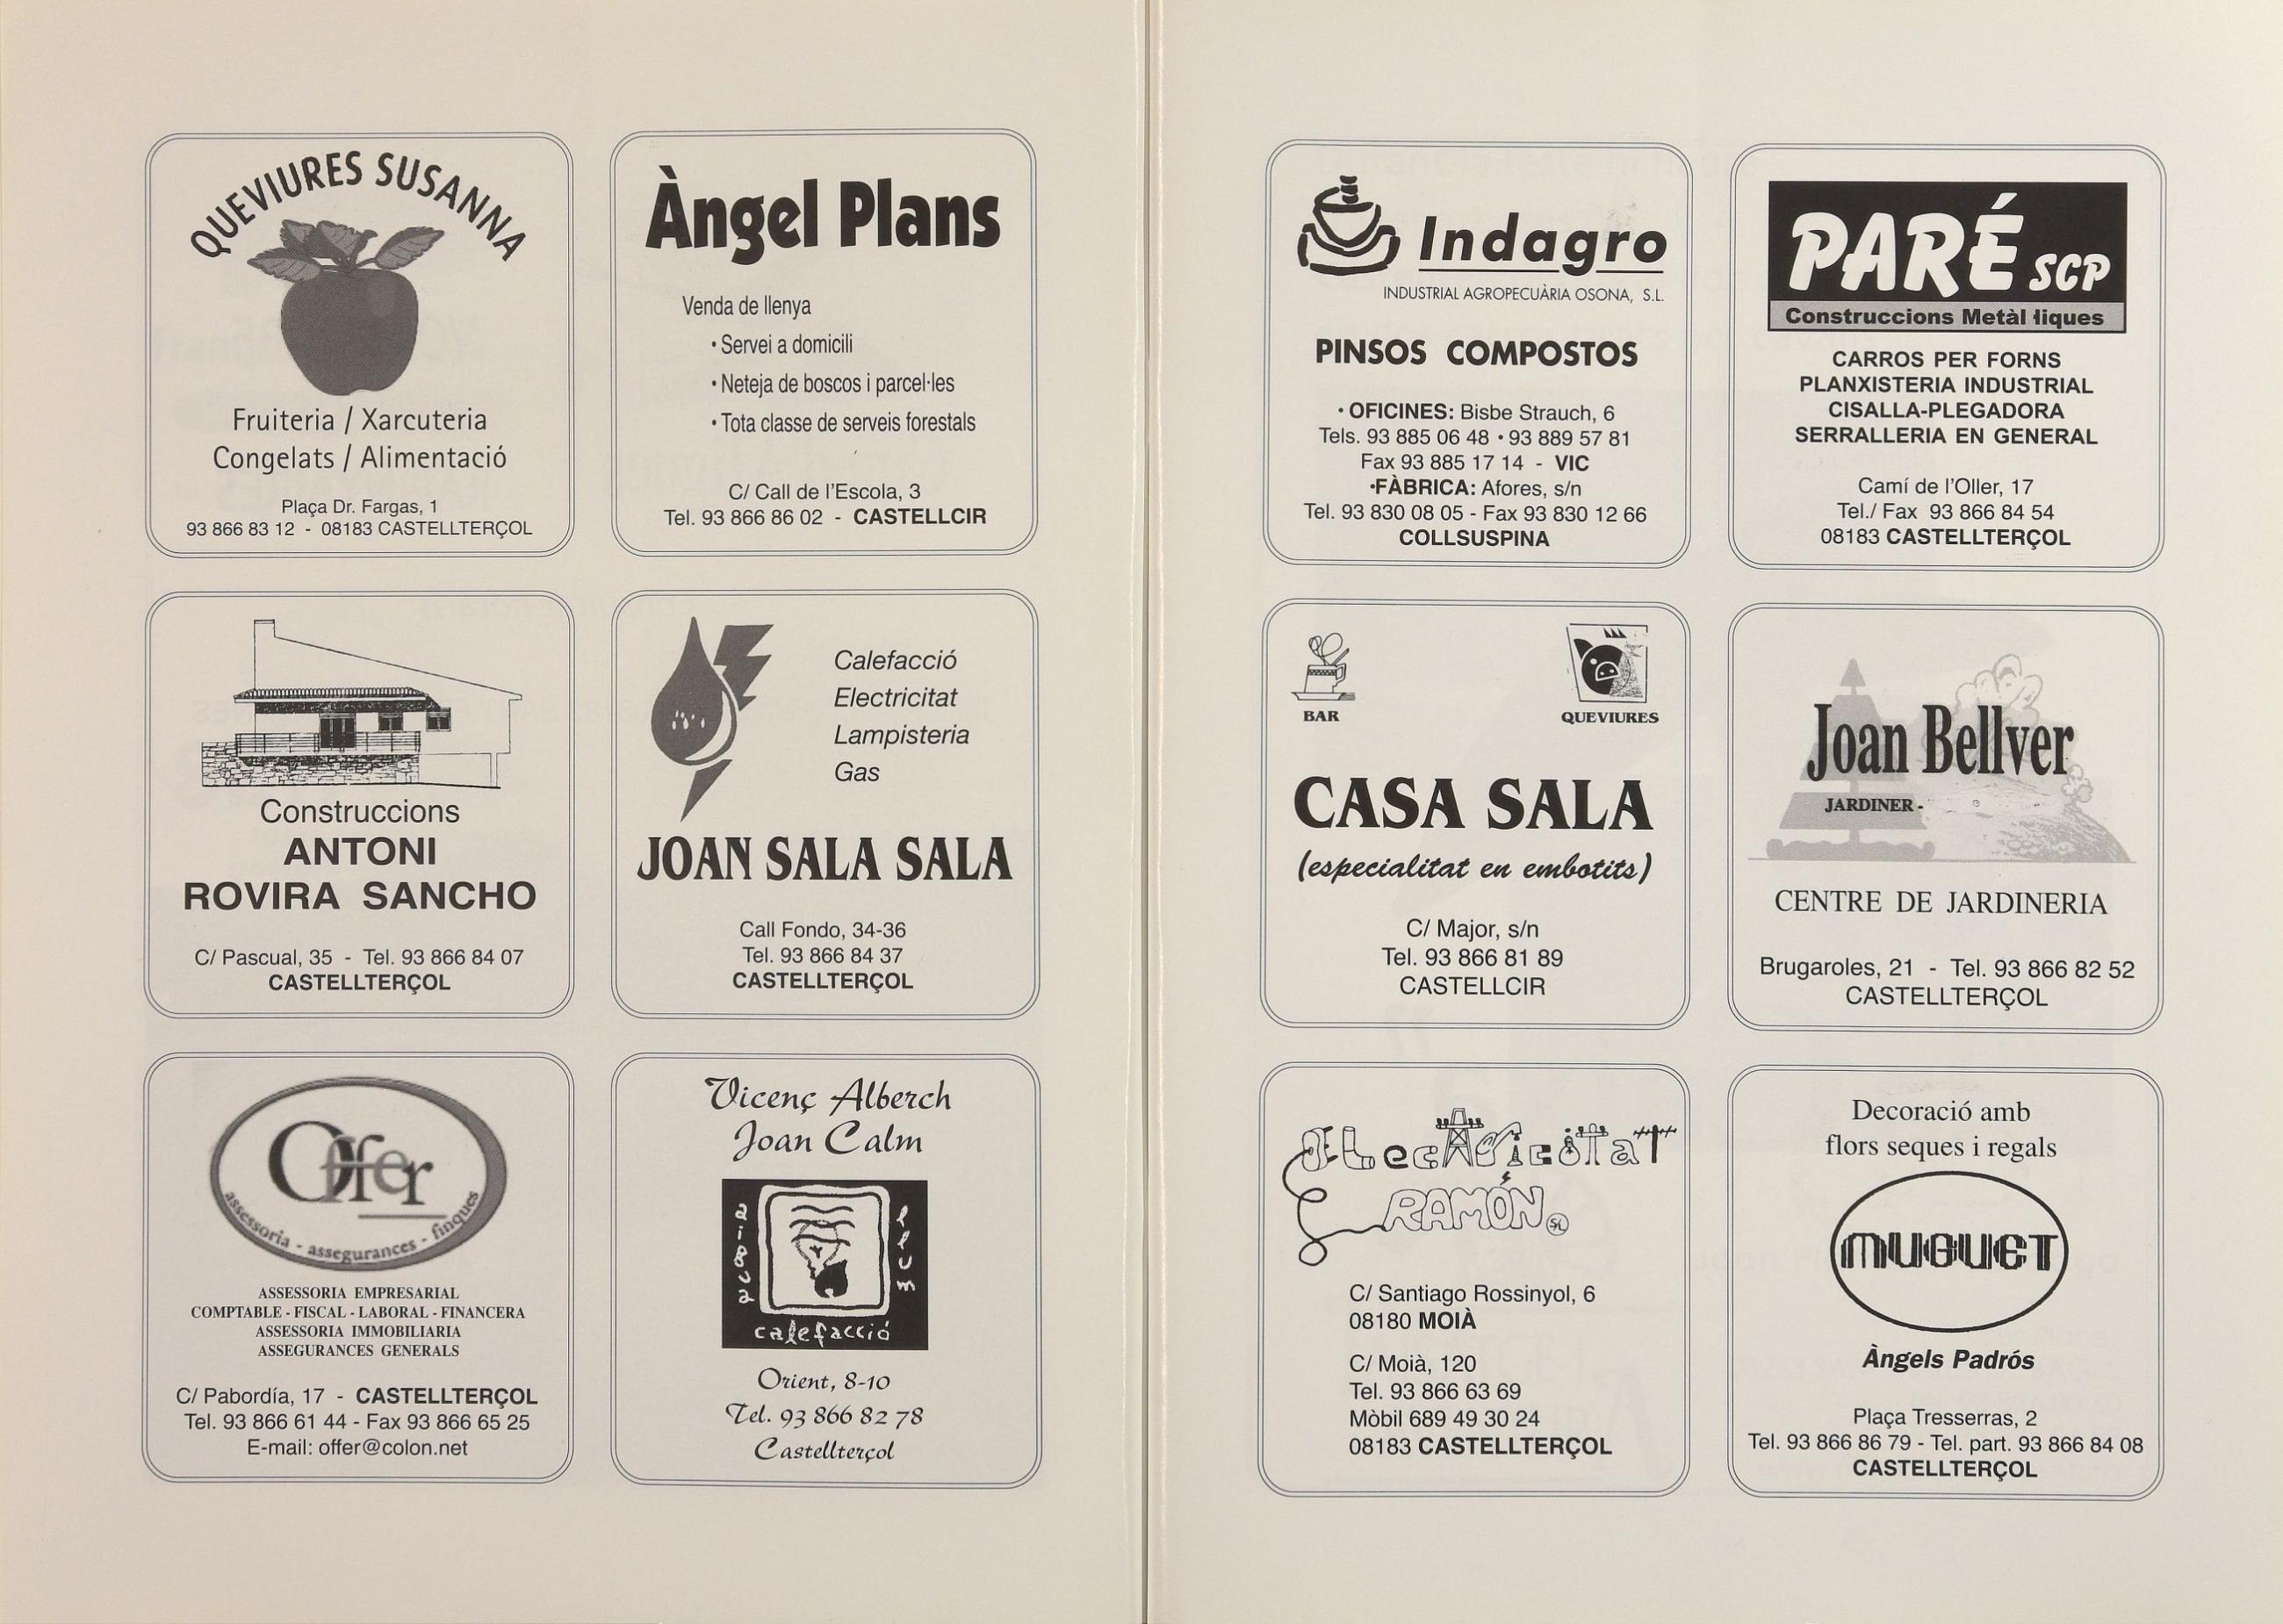 QUEVIURES SUSANNA
Fruiteria / Xarcuteria
Congelats / Alimentació
Plaça Dr. Fargas, 1
93 866 83 12 - 08183 CASTELLTERÇOL
Àngel Plans
Venda de llenya
• Servei a domicili
• Neteja de boscos i parcel·les
• Tota classe de serveis forestals
C/ Call de l'Escola, 3
Tel. 93 866 86 02 - CASTELLCIR
Construccions
ANTONI
ROVIRA SANCHO
C/ Pascual, 35 - Tel. 93 866 84 07
CASTELLTERÇOL
Calefacció
Electricitat
Lampisteria
Gas
JOAN SALA SALA
Call Fondo, 34-36
Tel. 93 866 84 37
CASTELLTERÇOL
Offer
assessoria - assegurances - finques
ASSESSORIA EMPRESARIAL
COMPTABLE - FISCAL - LABORAL - FINANCERA
ASSESSORIA IMMOBILIARIA
ASSEGURANCES GENERALS
C/ Pabordía, 17 - CASTELLTERÇOL
Tel. 93 866 61 44 - Fax 93 866 65 25
E-mail: offer@colon.net
Vicenç Alberch
Joan Calm
aigua
llum
calefacció
Orient, 8-10
Tel. 93 866 82 78
Castellterçol
Indagro
INDUSTRIAL AGROPECUÀRIA OSONA, S.L.
PINSOS COMPOSTOS
• OFICINES: Bisbe Strauch, 6
Tels. 93 885 06 48 • 93 889 57 81
Fax 93 885 17 14 - VIC
•FÀBRICA: Afores, s/n
Tel. 93 830 08 05 - Fax 93 830 12 66
COLLSUSPINA
PARÉ SCP
Construccions Metàl·liques
CARROS PER FORNS
PLANXISTERIA INDUSTRIAL
CISALLA-PLEGADORA
SERRALLERIA EN GENERAL
Camí de l'Oller, 17
Tel./ Fax 93 866 84 54
08183 CASTELLTERÇOL
BAR
QUEVIURES
CASA SALA
(especialitat en embotits)
C/ Major, s/n
Tel. 93 866 81 89
CASTELLCIR
Joan Bellver
JARDINER -
CENTRE DE JARDINERIA
Brugaroles, 21 - Tel. 93 866 82 52
CASTELLTERÇOL
ELectricitaT
RAMÓN SL
C/ Santiago Rossinyol, 6
08180 MOIÀ
C/ Moià, 120
Tel. 93 866 63 69
Mòbil 689 49 30 24
08183 CASTELLTERÇOL
Decoració amb
flors seques i regals
MUGUET
Àngels Padrós
Plaça Tresserras, 2
Tel. 93 866 86 79 - Tel. part. 93 866 84 08
CASTELLTERÇOL